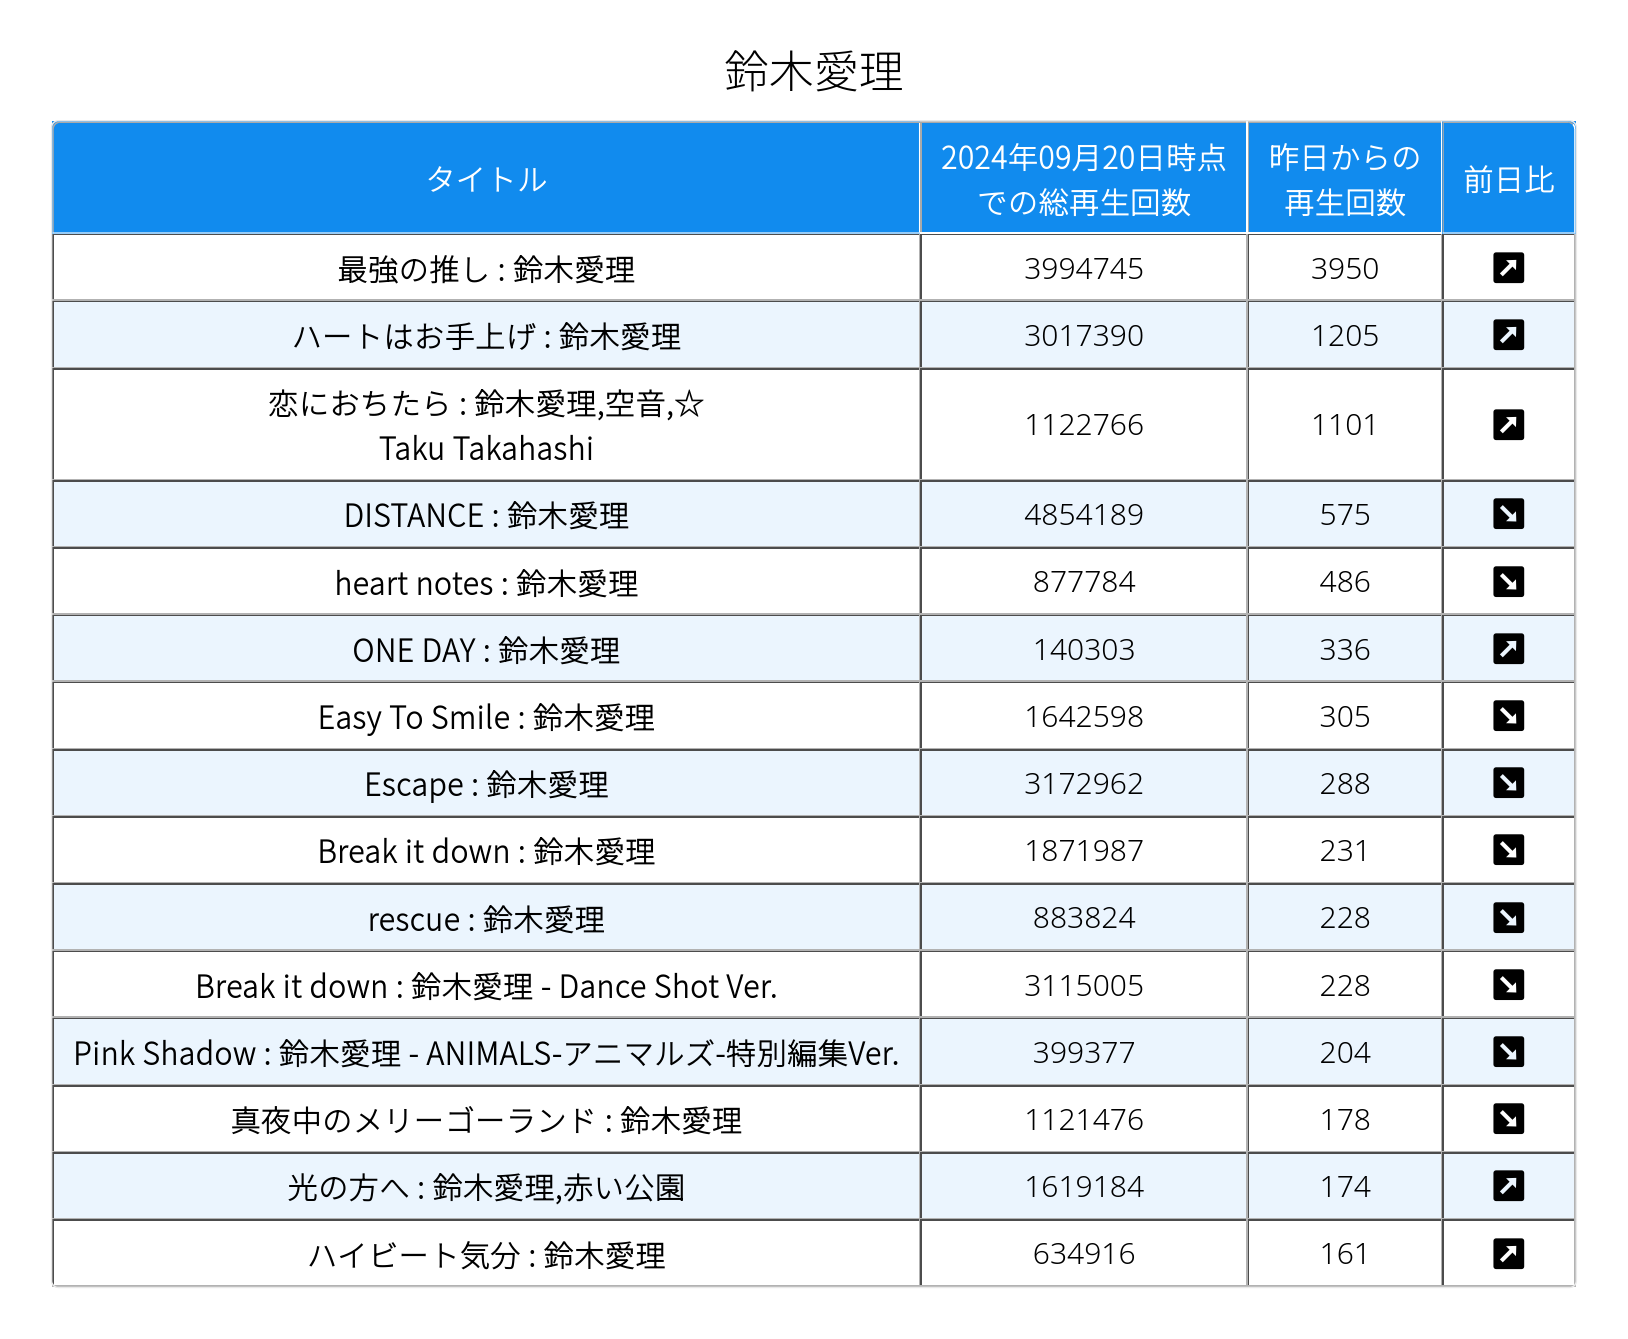 鈴木愛理
タイトル
2024年09月20日時点
での総再生回数
昨日からの
再生回数
前日比
最強の推し : 鈴木愛理 3994745 3950 ↗
ハートはお手上げ : 鈴木愛理 3017390 1205 ↗
恋におちたら : 鈴木愛理,空音,☆
Taku Takahashi 1122766 1101 ↗
DISTANCE : 鈴木愛理 4854189 575 ↘
heart notes : 鈴木愛理 877784 486 ↘
ONE DAY : 鈴木愛理 140303 336 ↗
Easy To Smile : 鈴木愛理 1642598 305 ↘
Escape : 鈴木愛理 3172962 288 ↘
Break it down : 鈴木愛理 1871987 231 ↘
rescue : 鈴木愛理 883824 228 ↘
Break it down : 鈴木愛理 - Dance Shot Ver. 3115005 228 ↘
Pink Shadow : 鈴木愛理 - ANIMALS-アニマルズ-特別編集Ver. 399377 204 ↘
真夜中のメリーゴーランド : 鈴木愛理 1121476 178 ↘
光の方へ : 鈴木愛理,赤い公園 1619184 174 ↗
ハイビート気分 : 鈴木愛理 634916 161 ↗